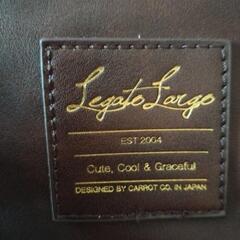 Legato Largo
EST 2004
Cute, Cool & Graceful
DESIGNED BY CARROT CO. IN JAPAN